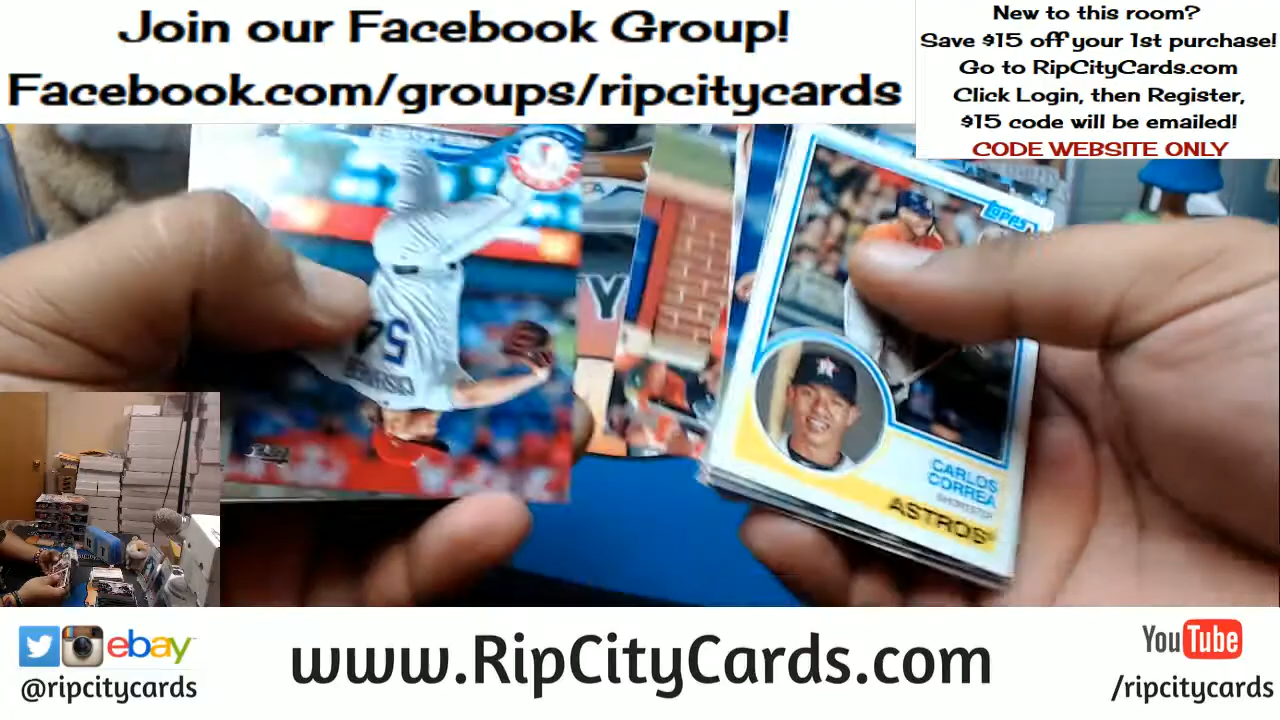 Join our Facebook Group!
Facebook.com/groups/ripcitycards
New to this room?
Save $15 off your 1st purchase!
Go to RipCityCards.com
Click Login, then Register,
$15 code will be emailed!
CODE WEBSITE ONLY
TOPPS
54
Y
CARLOS
CORREA
SHORTSTOP
ASTROS
ebay
@ripcitycards
www.RipCityCards.com
YouTube
/ripcitycards